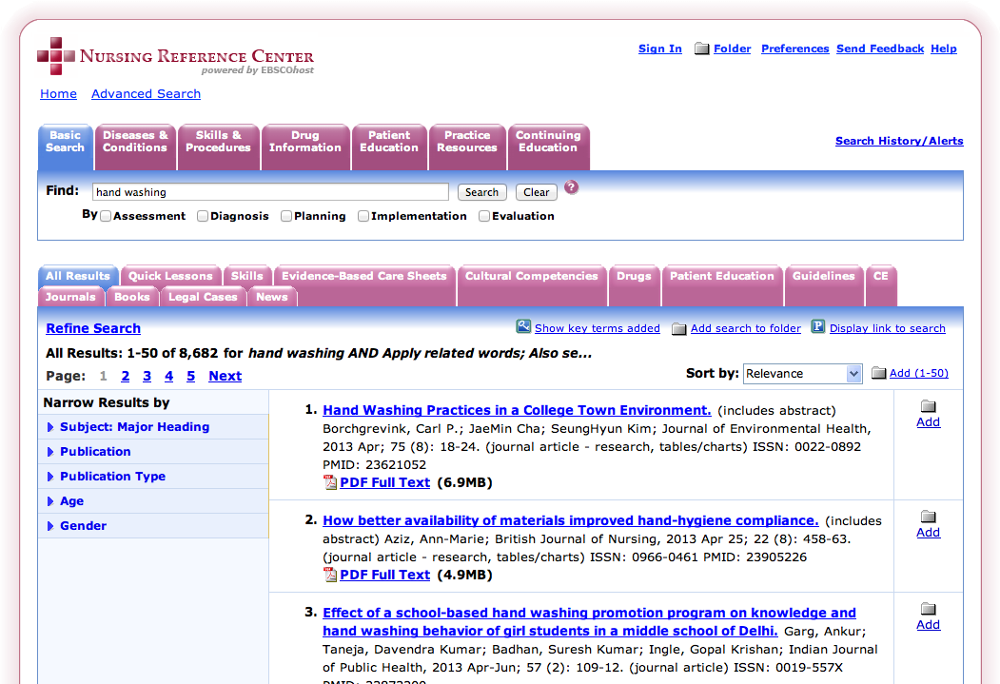 Nursing Reference Center
powered by EBSCOhost
Sign In Folder Preferences Send Feedback Help
Home Advanced Search
Basic Search
Diseases & Conditions
Skills & Procedures
Drug Information
Patient Education
Practice Resources
Continuing Education
Search History/Alerts
Find: hand washing Search Clear ?
By Assessment Diagnosis Planning Implementation Evaluation
All Results Quick Lessons Skills Evidence-Based Care Sheets Cultural Competencies Drugs Patient Education Guidelines CE
Journals Books Legal Cases News
Refine Search Show key terms added Add search to folder P Display link to search
All Results: 1-50 of 8,682 for hand washing AND Apply related words; Also se...
Page: 1 2 3 4 5 Next Sort by: Relevance Add (1-50)
Narrow Results by
Subject: Major Heading
Publication
Publication Type
Age
Gender
1. Hand Washing Practices in a College Town Environment. (includes abstract)
Borchgrevink, Carl P.; JaeMin Cha; SeungHyun Kim; Journal of Environmental Health,
2013 Apr; 75 (8): 18-24. (journal article - research, tables/charts) ISSN: 0022-0892
PMID: 23621052
PDF Full Text (6.9MB)
Add
2. How better availability of materials improved hand-hygiene compliance. (includes
abstract) Aziz, Ann-Marie; British Journal of Nursing, 2013 Apr 25; 22 (8): 458-63.
(journal article - research, tables/charts) ISSN: 0966-0461 PMID: 23905226
PDF Full Text (4.9MB)
Add
3. Effect of a school-based hand washing promotion program on knowledge and
hand washing behavior of girl students in a middle school of Delhi. Garg, Ankur;
Taneja, Davendra Kumar; Badhan, Suresh Kumar; Ingle, Gopal Krishan; Indian Journal
of Public Health, 2013 Apr-Jun; 57 (2): 109-12. (journal article) ISSN: 0019-557X
Add